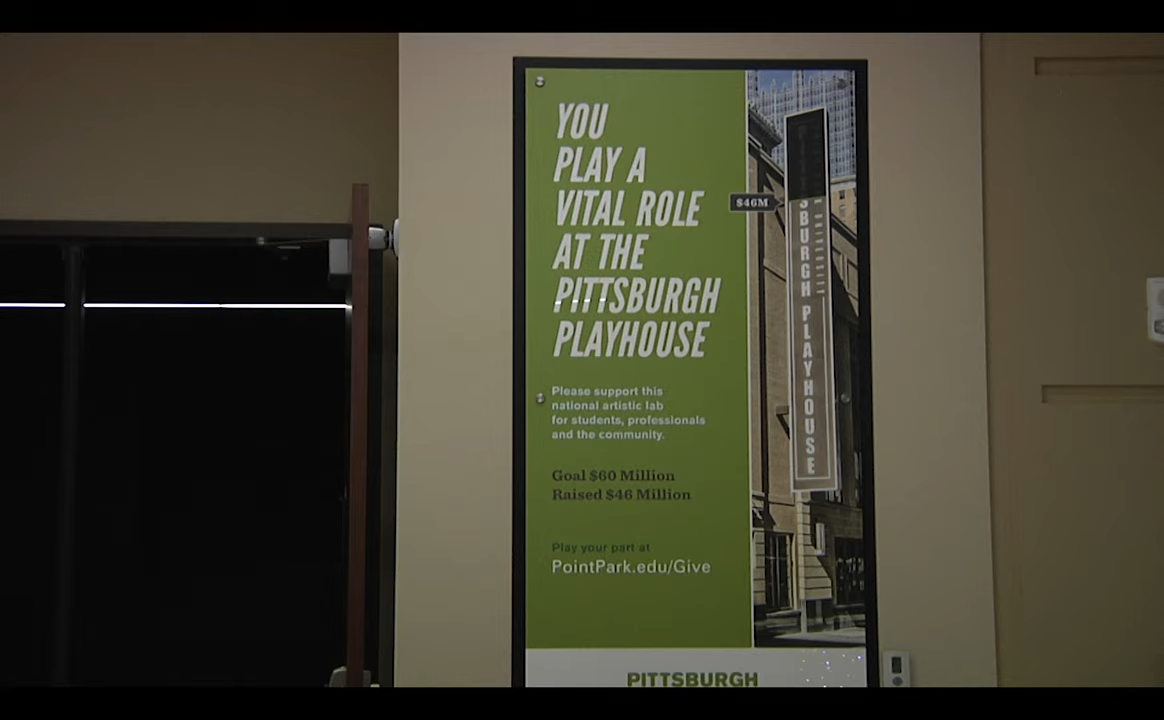 YOU
PLAY A
VITAL ROLE
AT THE
PITTSBURGH
PLAYHOUSE
Please support this
national artistic lab
for students, professionals
and the community.
Goal $60 Million
Raised $46 Million
Play your part at
PointPark.edu/Give
$46M
SBURGH PLAYHOUSE
PITTSBURGH